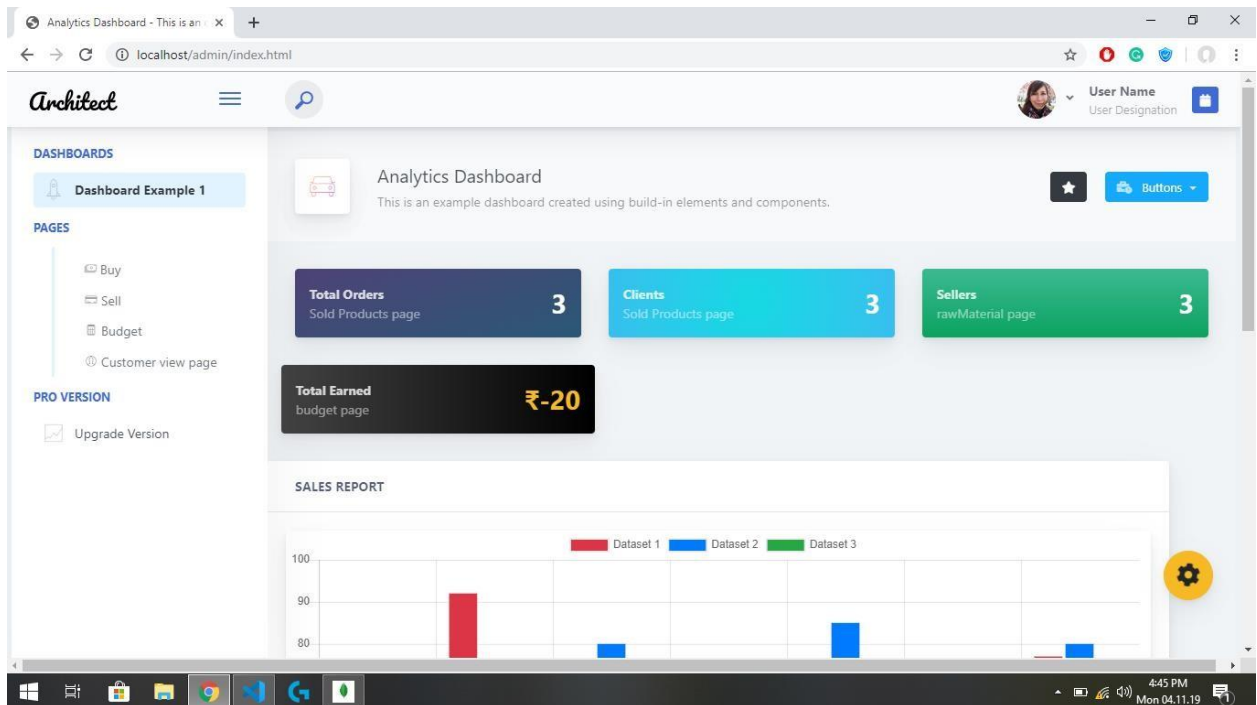 Analytics Dashboard - This is an
localhost/admin/index.html
Architect
User Name
User Designation
DASHBOARDS
Dashboard Example 1
PAGES
Buy
Sell
Budget
Customer view page
PRO VERSION
Upgrade Version
Analytics Dashboard
This is an example dashboard created using build-in elements and components.
Buttons
Total Orders
Sold Products page
3
Clients
Sold Products page
3
Sellers
rawMaterial page
3
Total Earned
budget page
₹-20
SALES REPORT
Dataset 1 Dataset 2 Dataset 3
100
90
80
4:45 PM
Mon 04.11.19